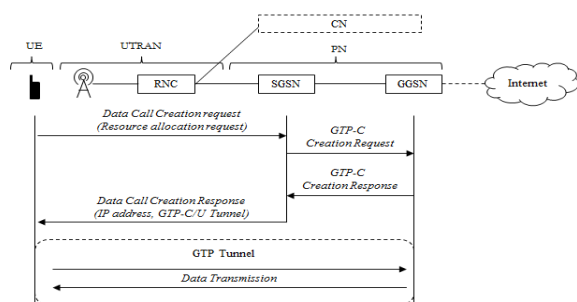 CN
UE
UTRAN
PN
RNC
SGSN
GGSN
Internet
Data Call Creation request
(Resource allocation request)
GTP-C
Creation Request
GTP-C
Creation Response
Data Call Creation Response
(IP address, GTP-C/U Tunnel)
GTP Tunnel
Data Transmission